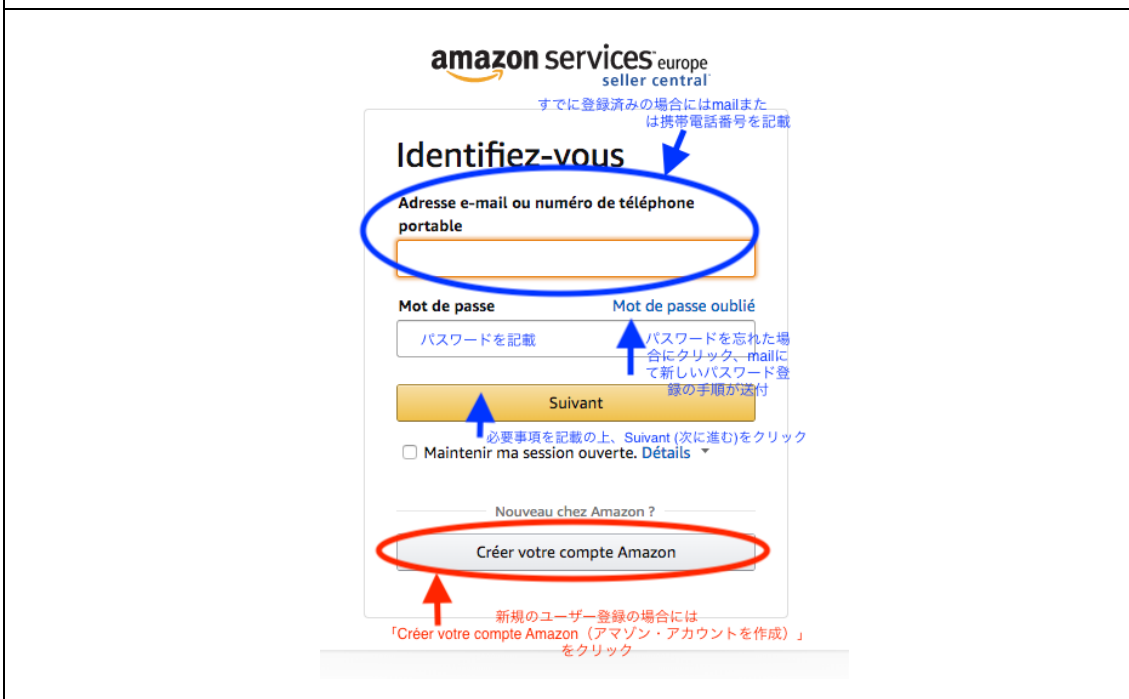 amazon services europe
seller central
すでに登録済みの場合にはmailまた
は携帯電話番号を記載
Identifiez-vous
Adresse e-mail ou numéro de téléphone
portable
Mot de passe Mot de passe oublié
パスワードを記載
パスワードを忘れた場
合にクリック、mailに
て新しいパスワード登
録の手順が送付
Suivant
必要事項を記載の上、Suivant (次に進む)をクリック
Maintenir ma session ouverte. Détails
Nouveau chez Amazon ?
Créer votre compte Amazon
新規のユーザー登録の場合には
「Créer votre compte Amazon（アマゾン・アカウントを作成）」
をクリック